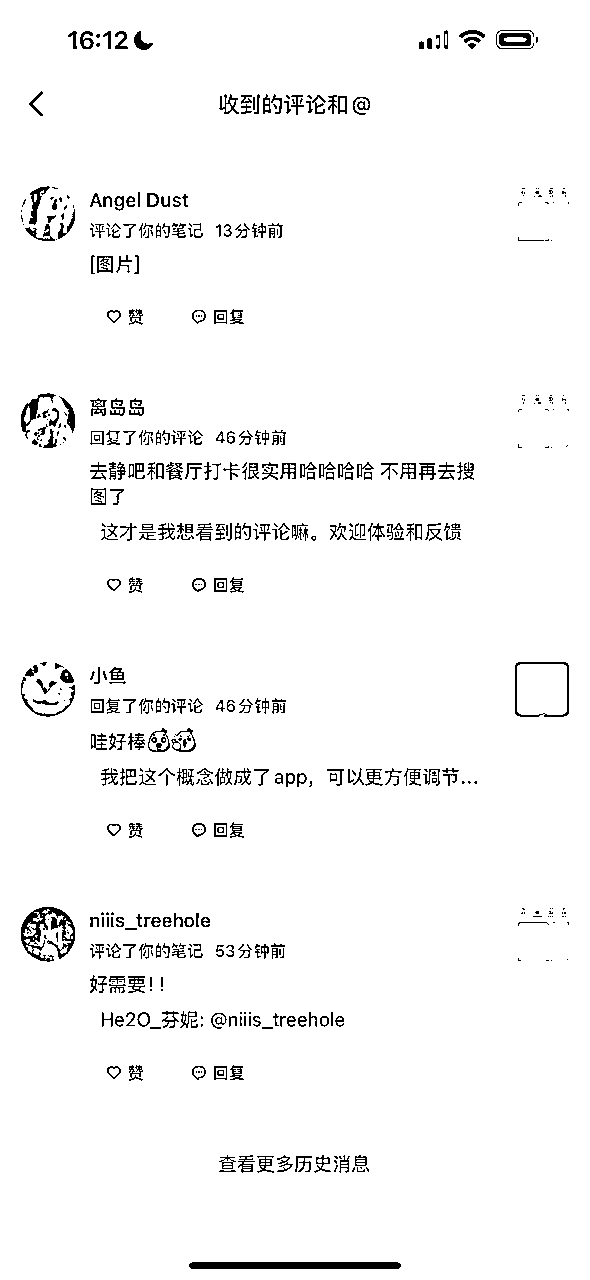 16:12
收到的评论和@
Angel Dust
评论了你的笔记 13分钟前
[图片]
赞 回复
离岛岛
回复了你的评论 46分钟前
去静吧和餐厅打卡很实用哈哈哈哈 不用再去搜
图了
这才是我想看到的评论嘛。欢迎体验和反馈
赞 回复
小鱼
回复了你的评论 46分钟前
哇好棒
我把这个概念做成了app，可以更方便调节...
赞 回复
niiis_treehole
评论了你的笔记 53分钟前
好需要!!
He2O_芬妮: @niiis_treehole
赞 回复
查看更多历史消息